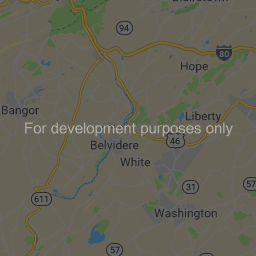 94
80
Hope
Bangor
Liberty
For development purposes only
Belvidere
46
White
31
57
611
Washington
57